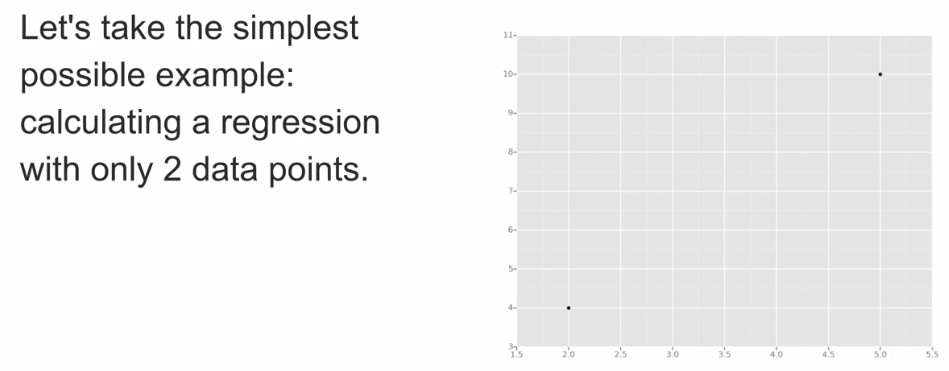 Let's take the simplest
possible example:
calculating a regression
with only 2 data points.
11
10
9
8
7
6
5
4
3
1.5 2.0 2.5 3.0 3.5 4.0 4.5 5.0 5.5